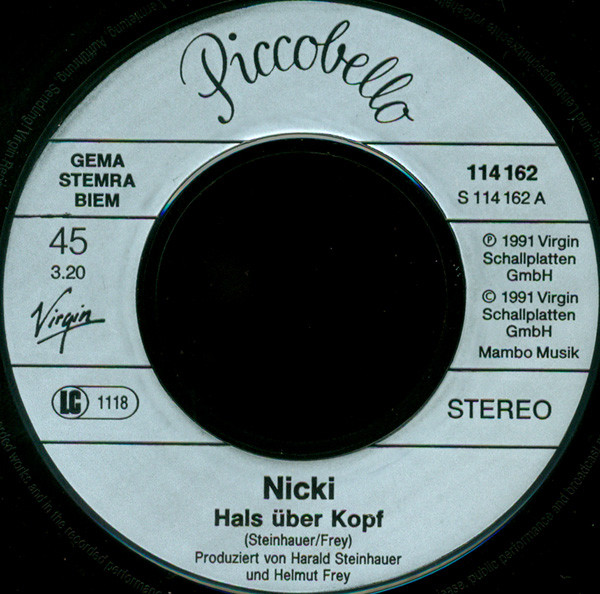 Piccobello
GEMA
STEMRA
BIEM
114 162
S 114 162 A
45
3.20
Virgin
℗ 1991 Virgin
Schallplatten
GmbH
© 1991 Virgin
Schallplatten
GmbH
Mambo Musik
LC 1118
STEREO
Nicki
Hals über Kopf
(Steinhauer/Frey)
Produziert von Harald Steinhauer
und Helmut Frey